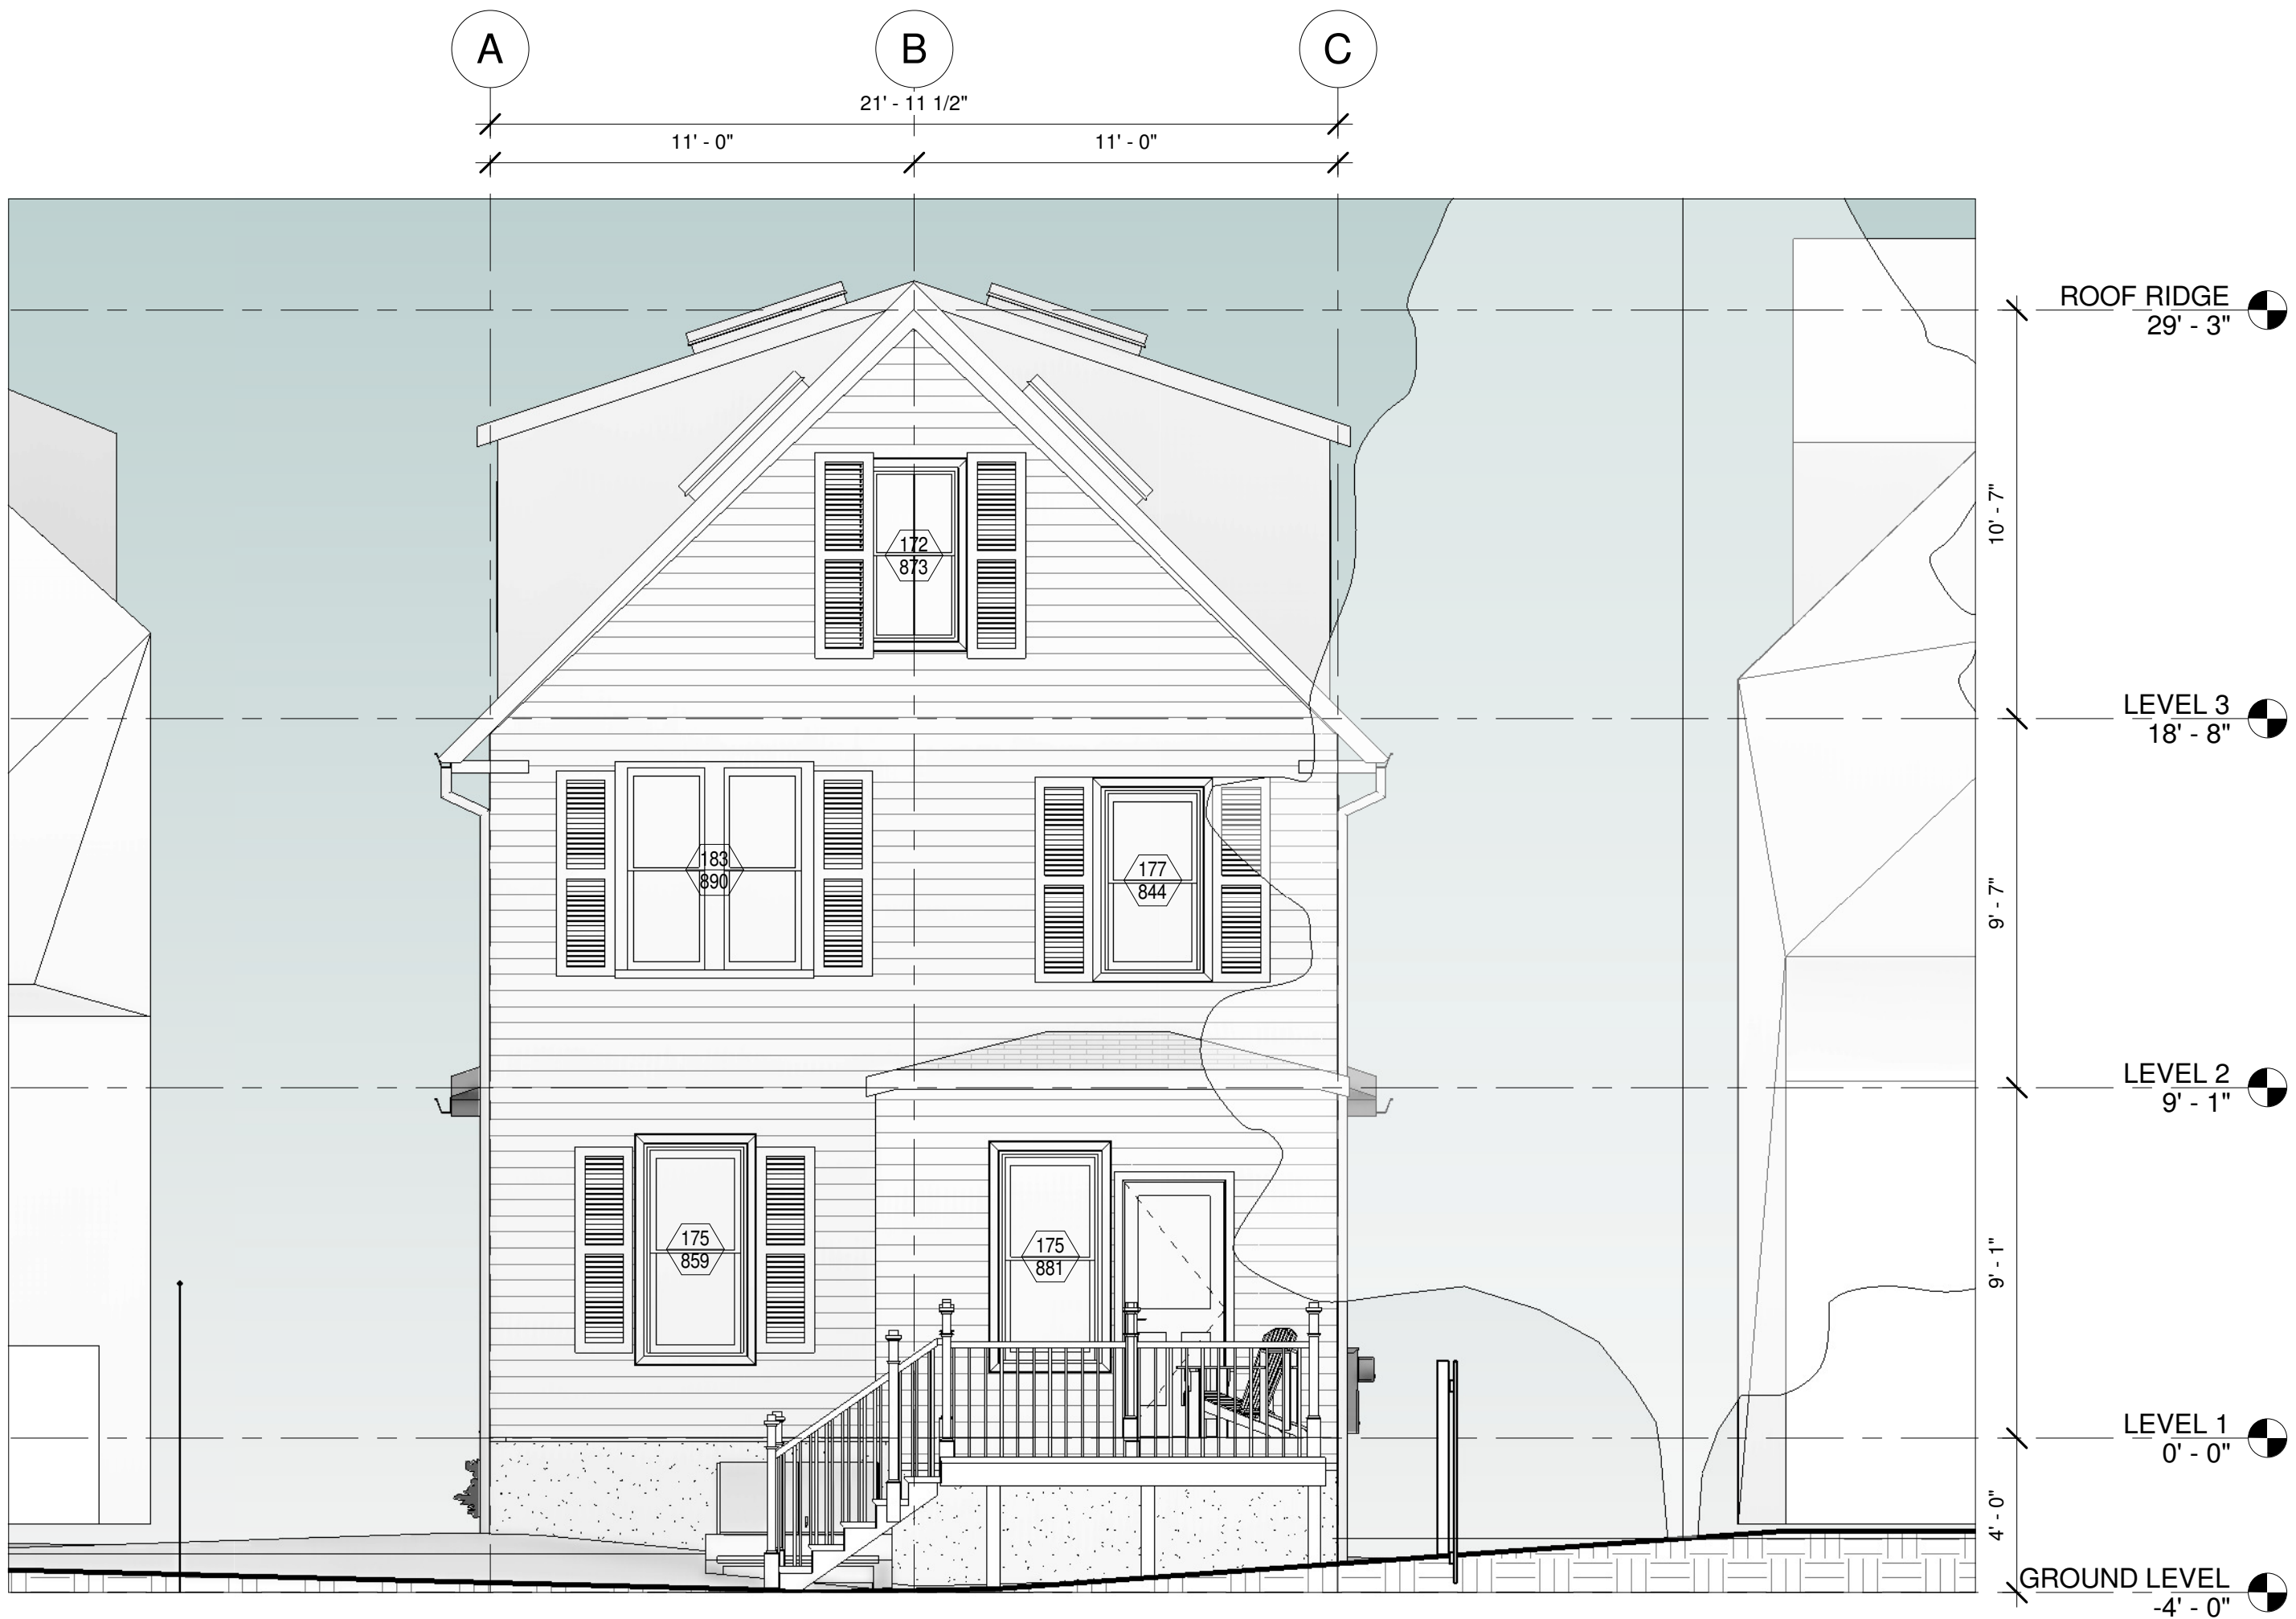 A
B
C
21' - 11 1/2"
11' - 0"
11' - 0"
ROOF RIDGE
29' - 3"
10' - 7"
172
873
LEVEL 3
18' - 8"
183
890
177
844
9' - 7"
LEVEL 2
9' - 1"
175
859
175
881
9' - 1"
LEVEL 1
0' - 0"
4' - 0"
GROUND LEVEL
-4' - 0"